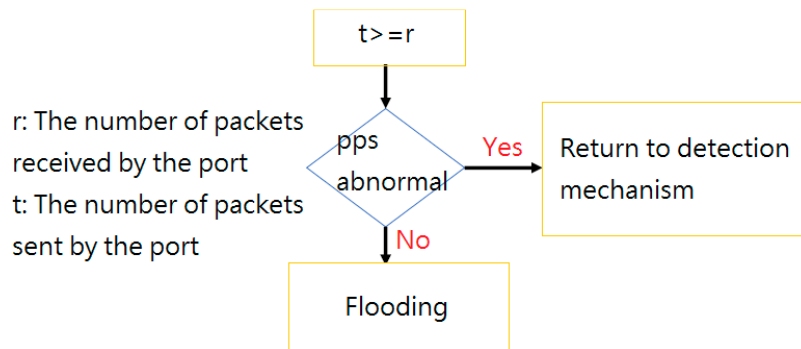 t>=r
r: The number of packets
received by the port
t: The number of packets
sent by the port
pps
abnormal
Yes
Return to detection
mechanism
No
Flooding